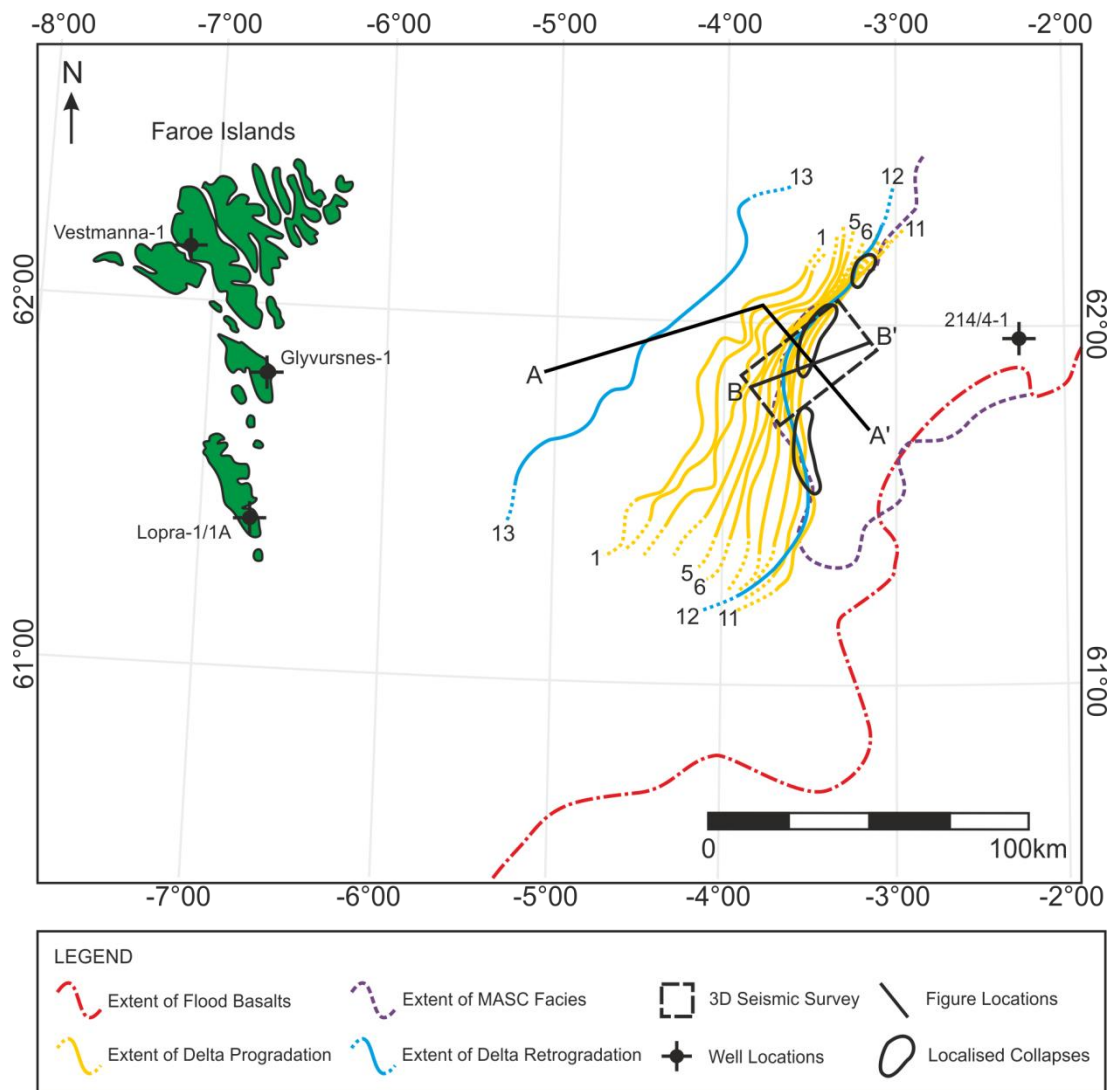 -8°00' -7°00' -6°00' -5°00' -4°00' -3°00' -2°00'
N
Faroe Islands
13 12
Vestmanna-1
1 5 6 11
62°00' 62°00'
214/4-1
B'
Glyvursnes-1
A B
A'
Lopra-1/1A
13
1 5 6
12 11
61°00' 61°00'
0 100km
-7°00' -6°00' -5°00' -4°00' -3°00' -2°00'
LEGEND
Extent of Flood Basalts Extent of MASC Facies 3D Seismic Survey Figure Locations
Extent of Delta Progradation Extent of Delta Retrogradation Well Locations Localised Collapses